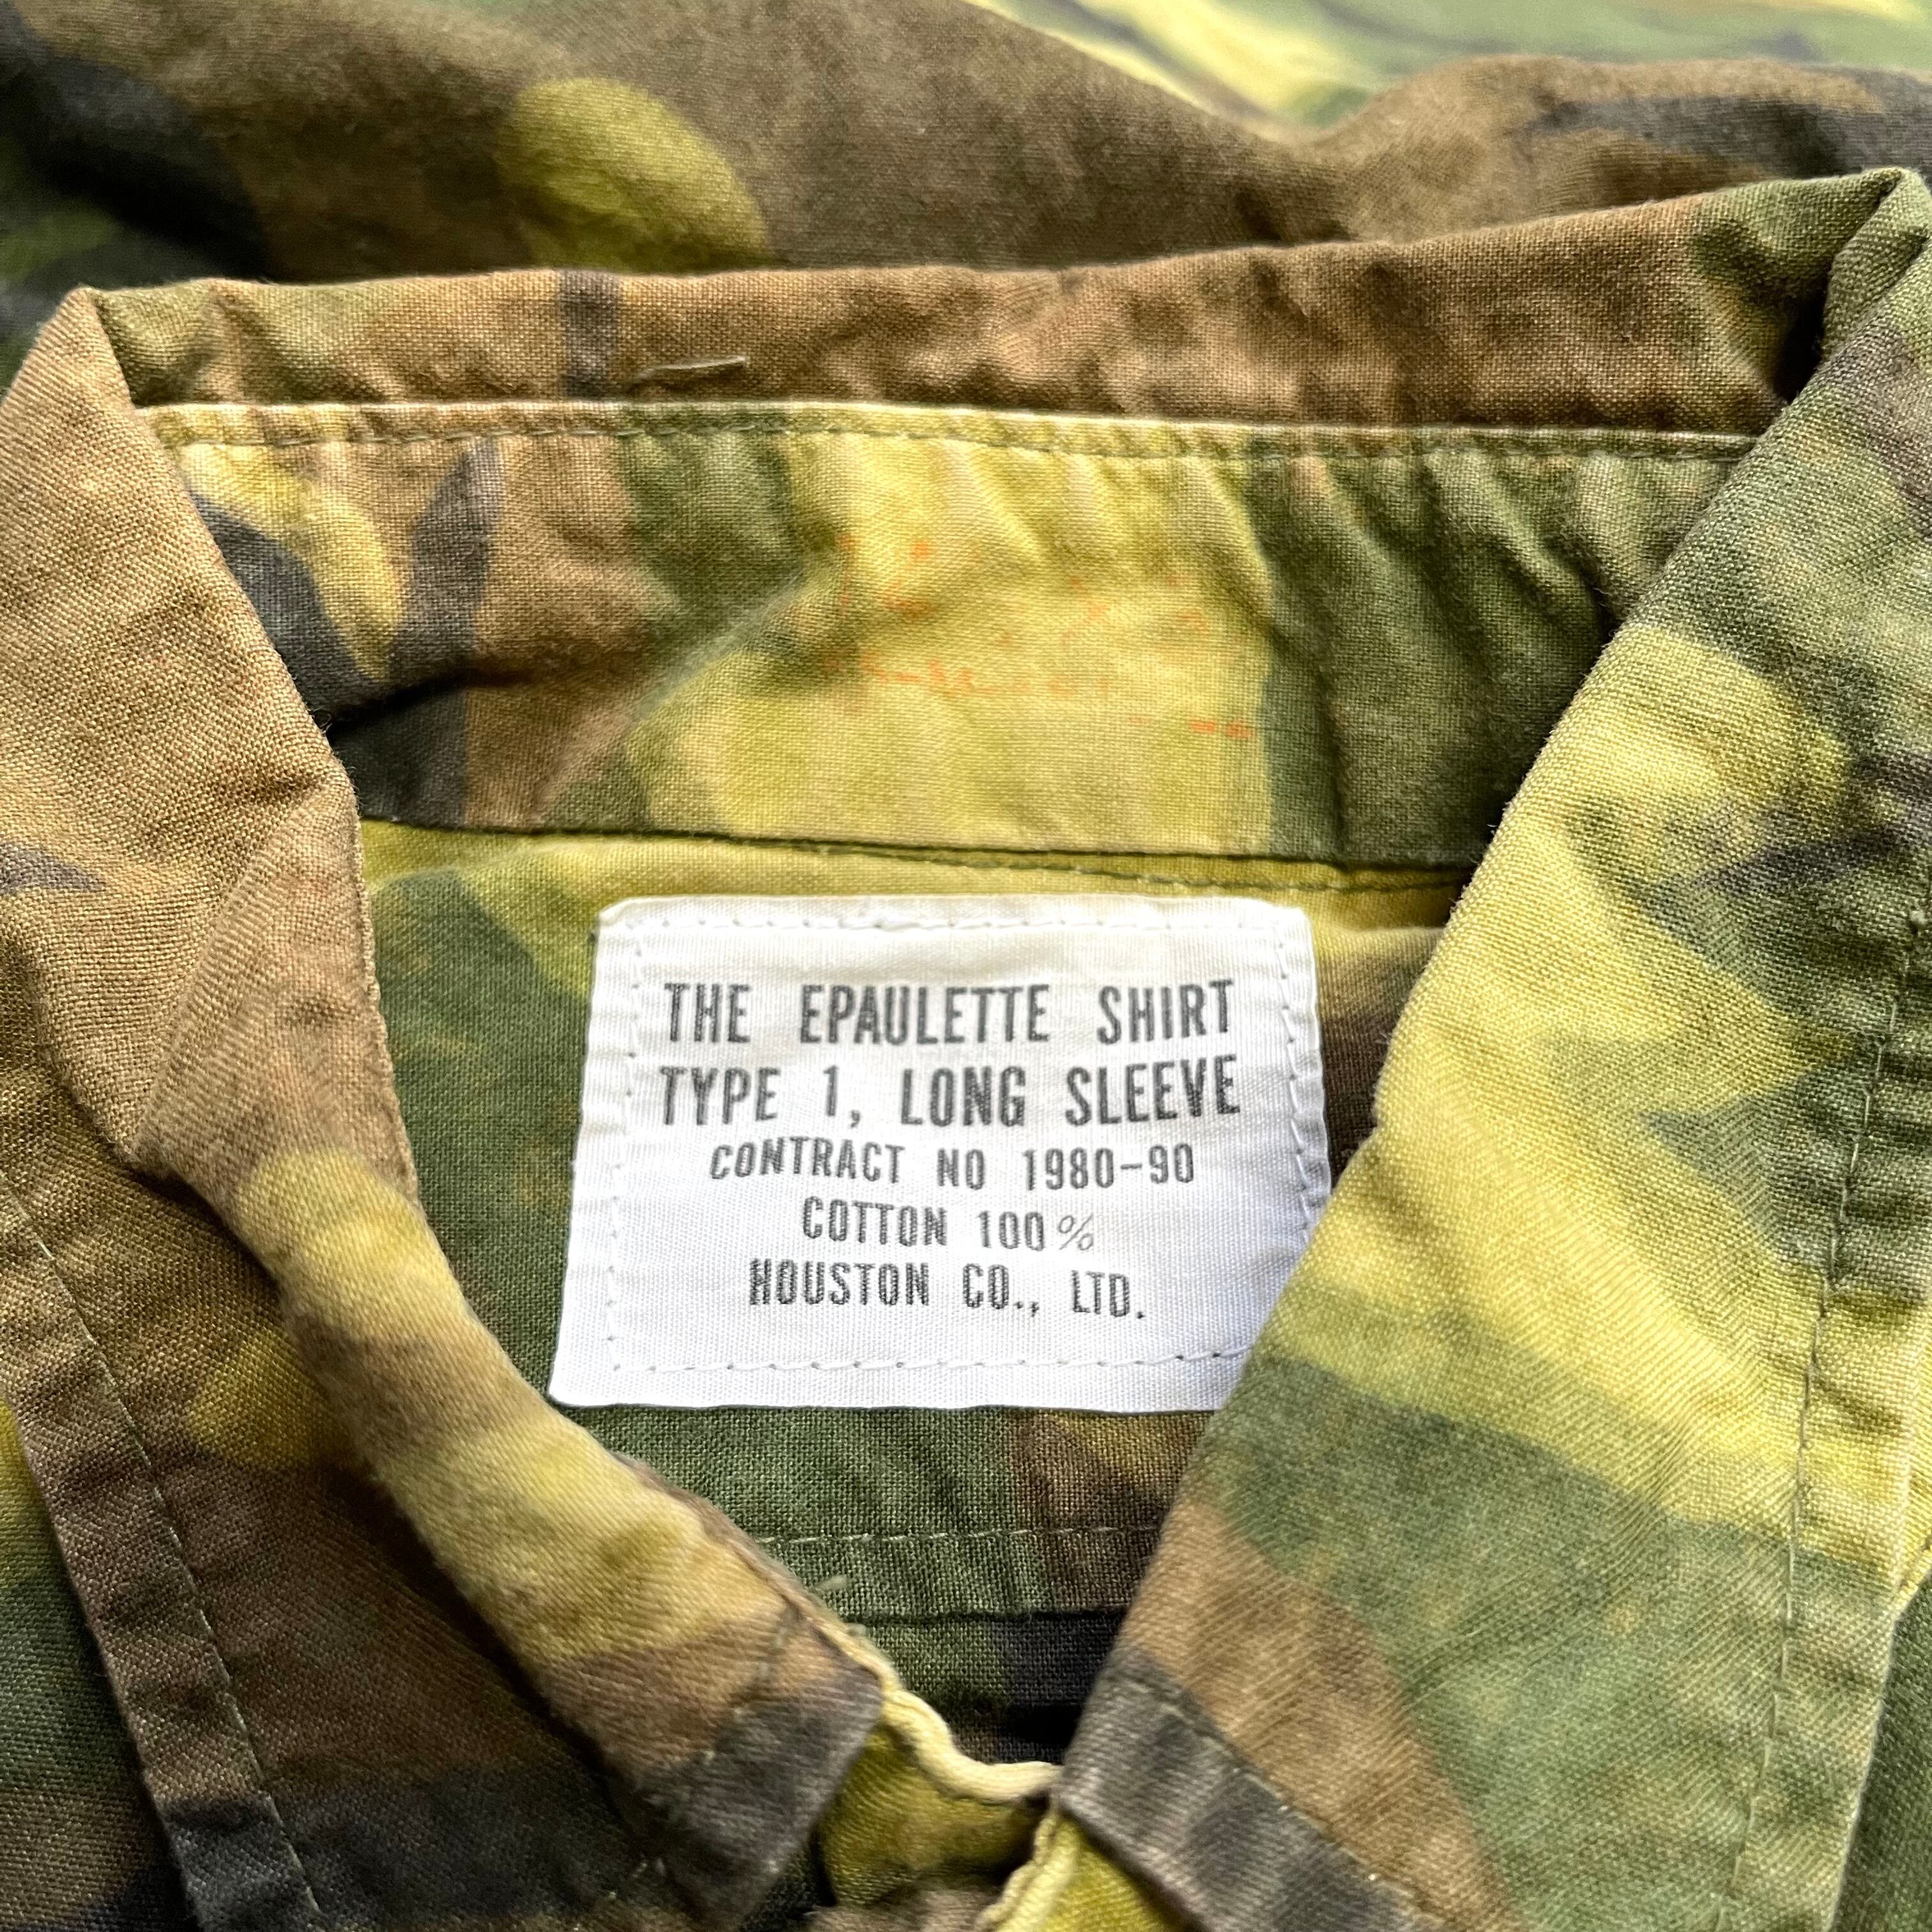 THE EPAULETTE SHIRT
TYPE 1, LONG SLEEVE
CONTRACT NO 1980-90
COTTON 100%
HOUSTON CO., LTD.